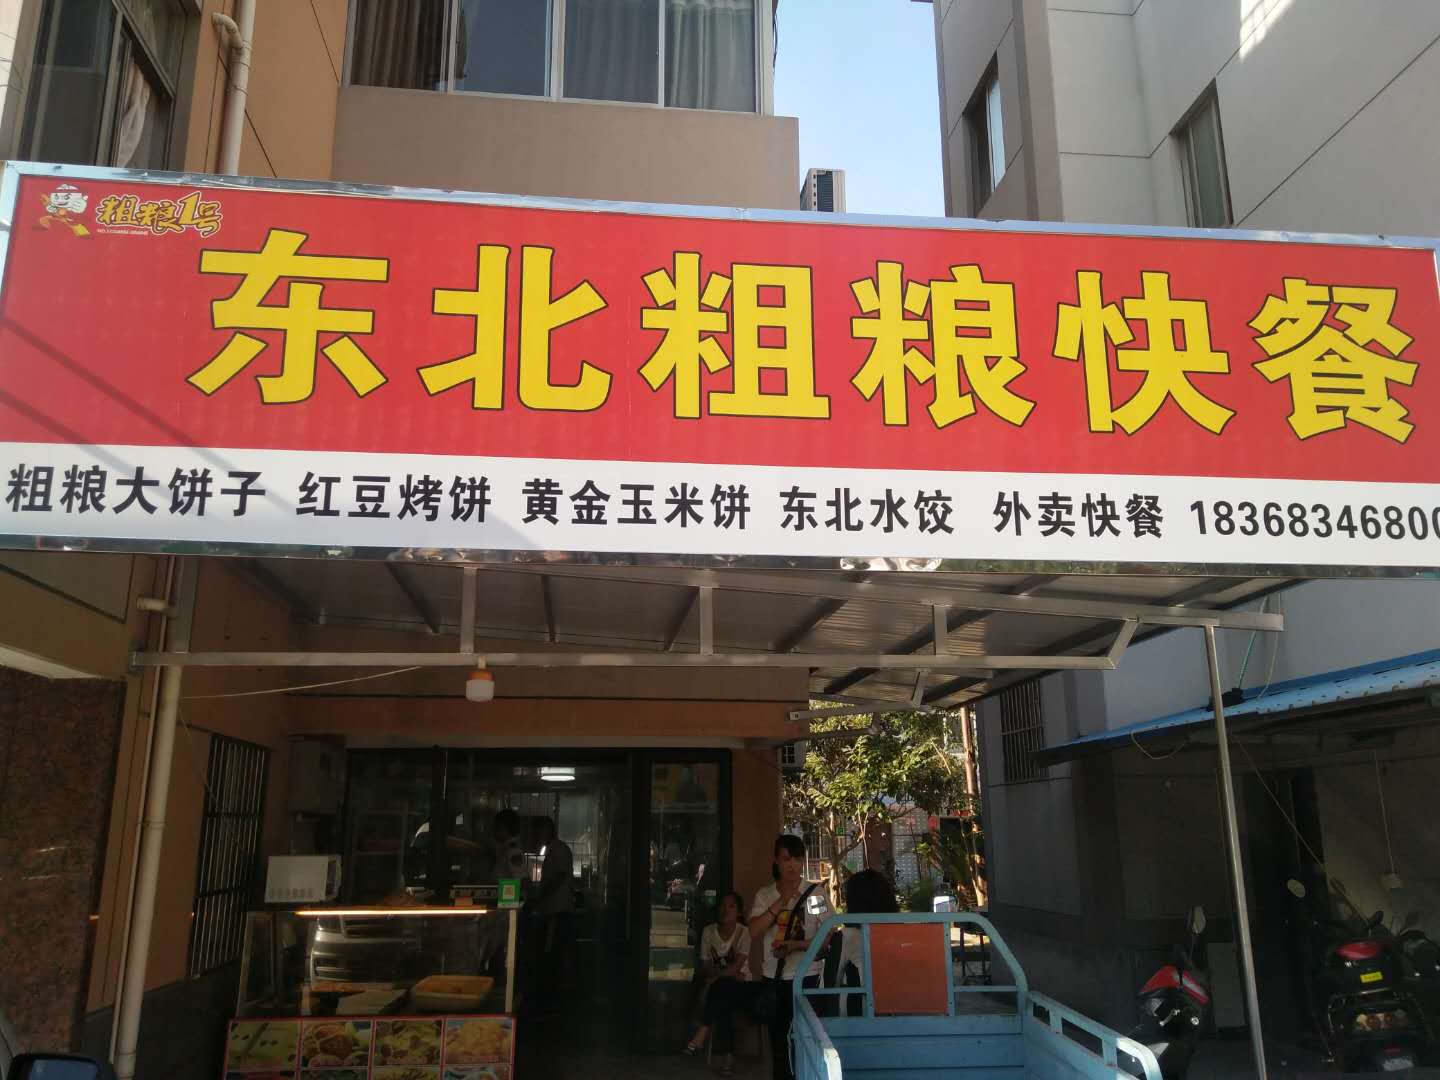 粗粮1号
东北粗粮快餐
粗粮大饼子 红豆烤饼 黄金玉米饼 东北水饺 外卖快餐 18368346800